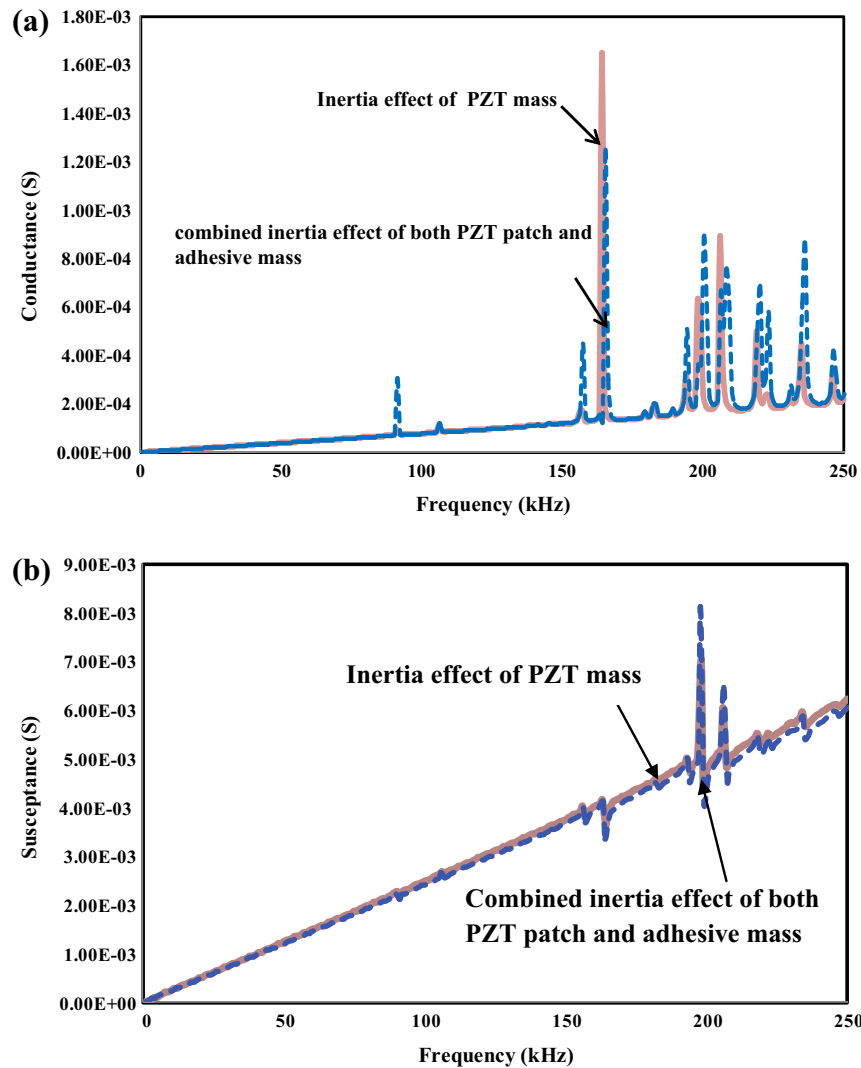 (a)
1.80E-03
1.60E-03
1.40E-03
1.20E-03
1.00E-03
8.00E-04
6.00E-04
4.00E-04
2.00E-04
0.00E+00
Conductance (S)
Inertia effect of PZT mass
combined inertia effect of both PZT patch and
adhesive mass
0
50
100
150
200
250
Frequency (kHz)
(b)
9.00E-03
8.00E-03
7.00E-03
6.00E-03
5.00E-03
4.00E-03
3.00E-03
2.00E-03
1.00E-03
0.00E+00
Susceptance (S)
Inertia effect of PZT mass
Combined inertia effect of both
PZT patch and adhesive mass
0
50
100
150
200
250
Frequency (kHz)